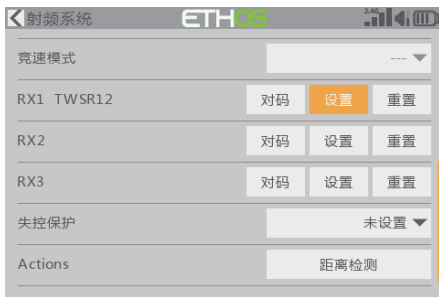 射频系统 ETHOS 2.4G
竞速模式 ---
RX1 TWSR12 对码 设置 重置
RX2 对码 设置 重置
RX3 对码 设置 重置
失控保护 未设置
Actions 距离检测